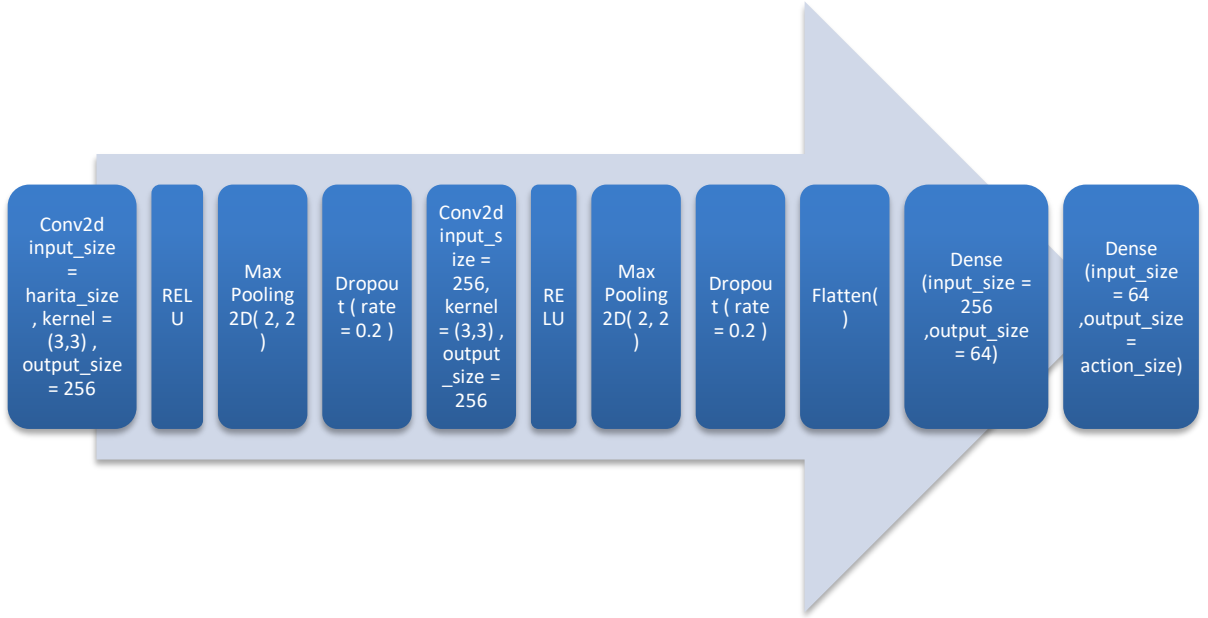 Conv2d
input_size
=
harita_size
, kernel =
(3,3) ,
output_size
= 256
REL
U
Max
Pooling
2D( 2, 2
)
Dropou
t ( rate
= 0.2 )
Conv2d
input_s
ize =
256,
kernel
= (3,3) ,
output
_size =
256
RE
LU
Max
Pooling
2D( 2, 2
)
Dropou
t ( rate
= 0.2 )
Flatten(
)
Dense
(input_size =
256
,output_size
= 64)
Dense
(input_size
= 64
,output_size
=
action_size)